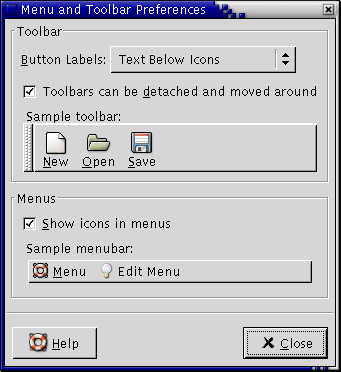 Menu and Toolbar Preferences
Toolbar
Button Labels: Text Below Icons
Toolbars can be detached and moved around
Sample toolbar:
New Open Save
Menus
Show icons in menus
Sample menubar:
Menu Edit Menu
Help Close